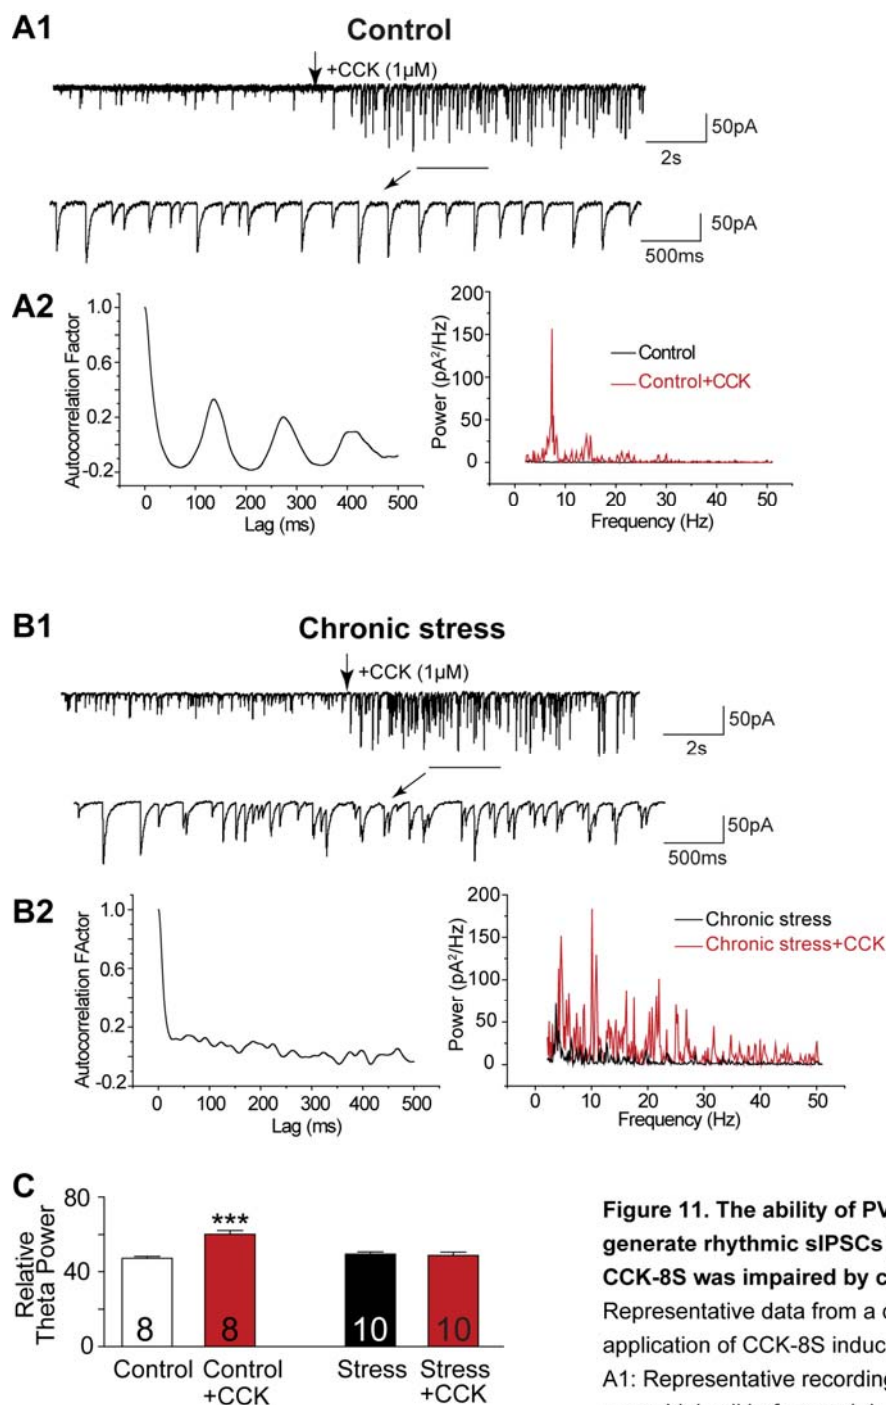 A1
Control
+CCK (1µM)
50pA
2s
50pA
500ms
A2
Autocorrelation Factor
1.0
0.6
0.2
-0.2
0 100 200 300 400 500
Lag (ms)
Power (pA²/Hz)
200
150
100
50
0
Control
Control+CCK
0 10 20 30 40 50
Frequency (Hz)
B1
Chronic stress
+CCK (1µM)
50pA
2s
50pA
500ms
B2
Autocorrelation FActor
1.0
0.6
0.2
-0.2
0 100 200 300 400 500
Lag (ms)
Power (pA²/Hz)
200
150
100
50
0
Chronic stress
Chronic stress+CCK
0 10 20 30 40 50
Frequency (Hz)
C
Relative
Theta Power
80
40
0
***
8 8 10 10
Control Control
+CCK
Stress Stress
+CCK
Figure 11. The ability of PV
generate rhythmic sIPSCs
CCK-8S was impaired by c
Representative data from a c
application of CCK-8S induc
A1: Representative recording